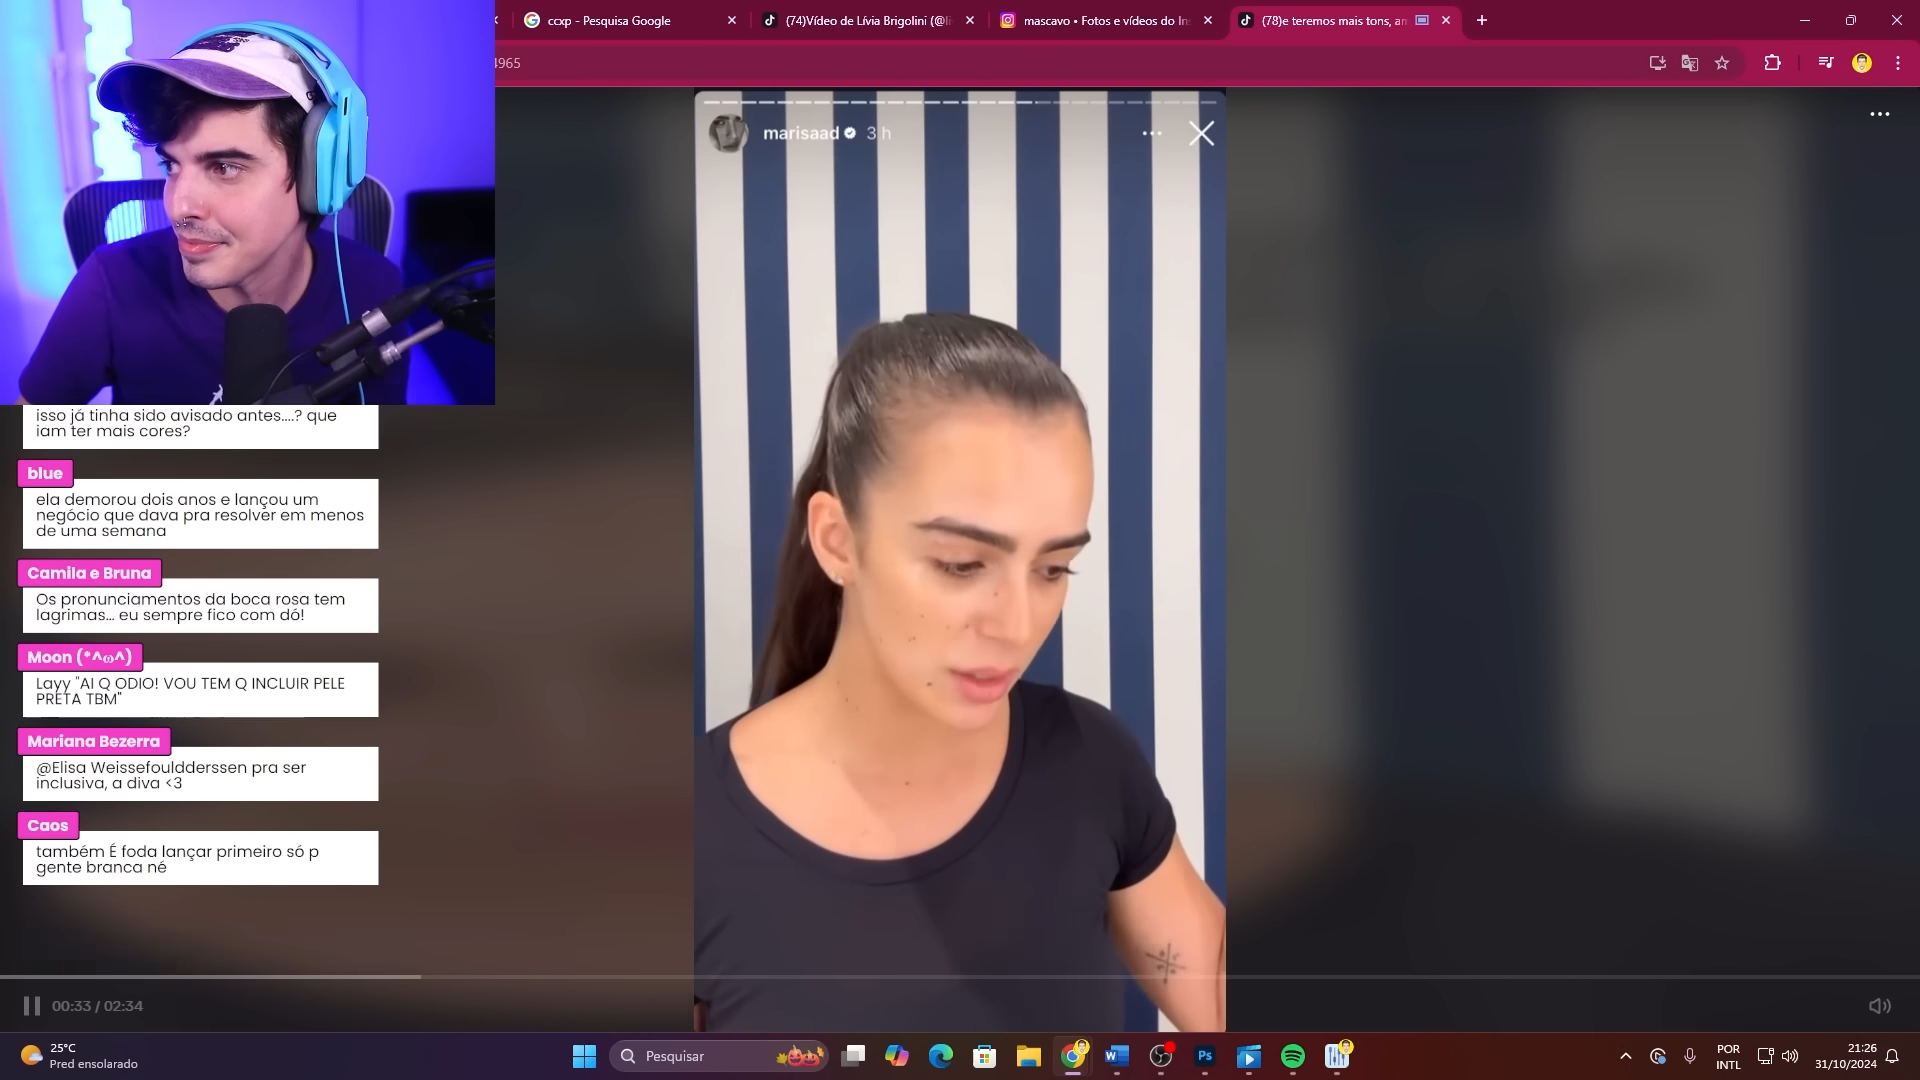 ccxp - Pesquisa Google
(74)Vídeo de Lívia Brigolini (@li
mascavo • Fotos e vídeos do In
(78)e teremos mais tons, am
4965
marisaad 3 h
isso já tinha sido avisado antes....? que
iam ter mais cores?
blue
ela demorou dois anos e lançou um
negócio que dava pra resolver em menos
de uma semana
Camila e Bruna
Os pronunciamentos da boca rosa tem
lagrimas... eu sempre fico com dó!
Moon (*^ω^)
Layy "AI Q ODIO! VOU TEM Q INCLUIR PELE
PRETA TBM"
Mariana Bezerra
@Elisa Weissefouldderssen pra ser
inclusiva, a diva <3
Caos
também É foda lançar primeiro só p
gente branca né
00:33 / 02:34
25°C
Pred ensolarado
Pesquisar
W
Ps
POR
INTL
21:26
31/10/2024